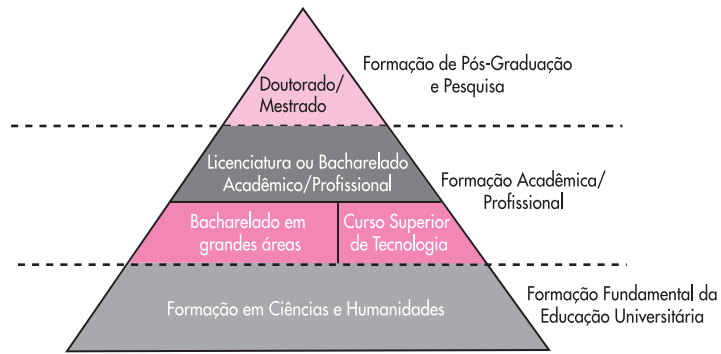 Doutorado/
Mestrado
Formação de Pós-Graduação
e Pesquisa
Licenciatura ou Bacharelado
Acadêmico/Profissional
Formação Acadêmica/
Profissional
Bacharelado em
grandes áreas
Curso Superior
de Tecnologia
Formação em Ciências e Humanidades
Formação Fundamental da
Educação Universitária